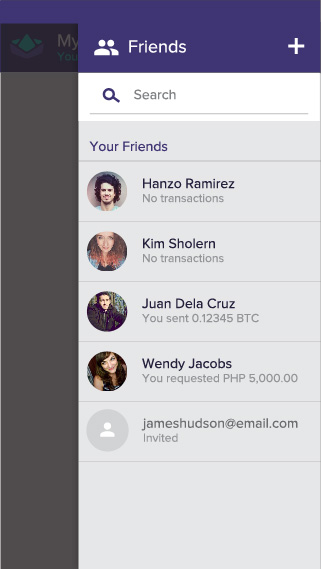 My
You
Friends
Search
Your Friends
Hanzo Ramirez
No transactions
Kim Sholern
No transactions
Juan Dela Cruz
You sent 0.12345 BTC
Wendy Jacobs
You requested PHP 5,000.00
jameshudson@email.com
Invited